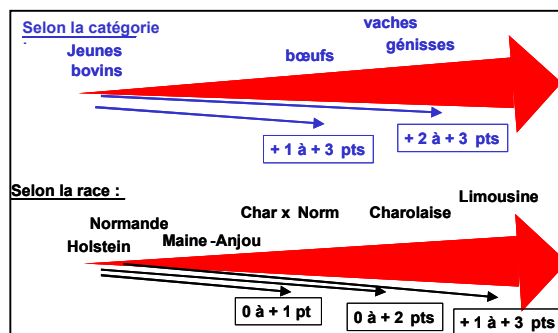 Selon la catégorie
:
vaches
génisses
Jeunes
bovins
bœufs
+ 1 à + 3 pts
+ 2 à + 3 pts
Selon la race :
Limousine
Char x Norm
Charolaise
Normande
Maine -Anjou
Holstein
0 à + 1 pt
0 à + 2 pts
+ 1 à + 3 pts